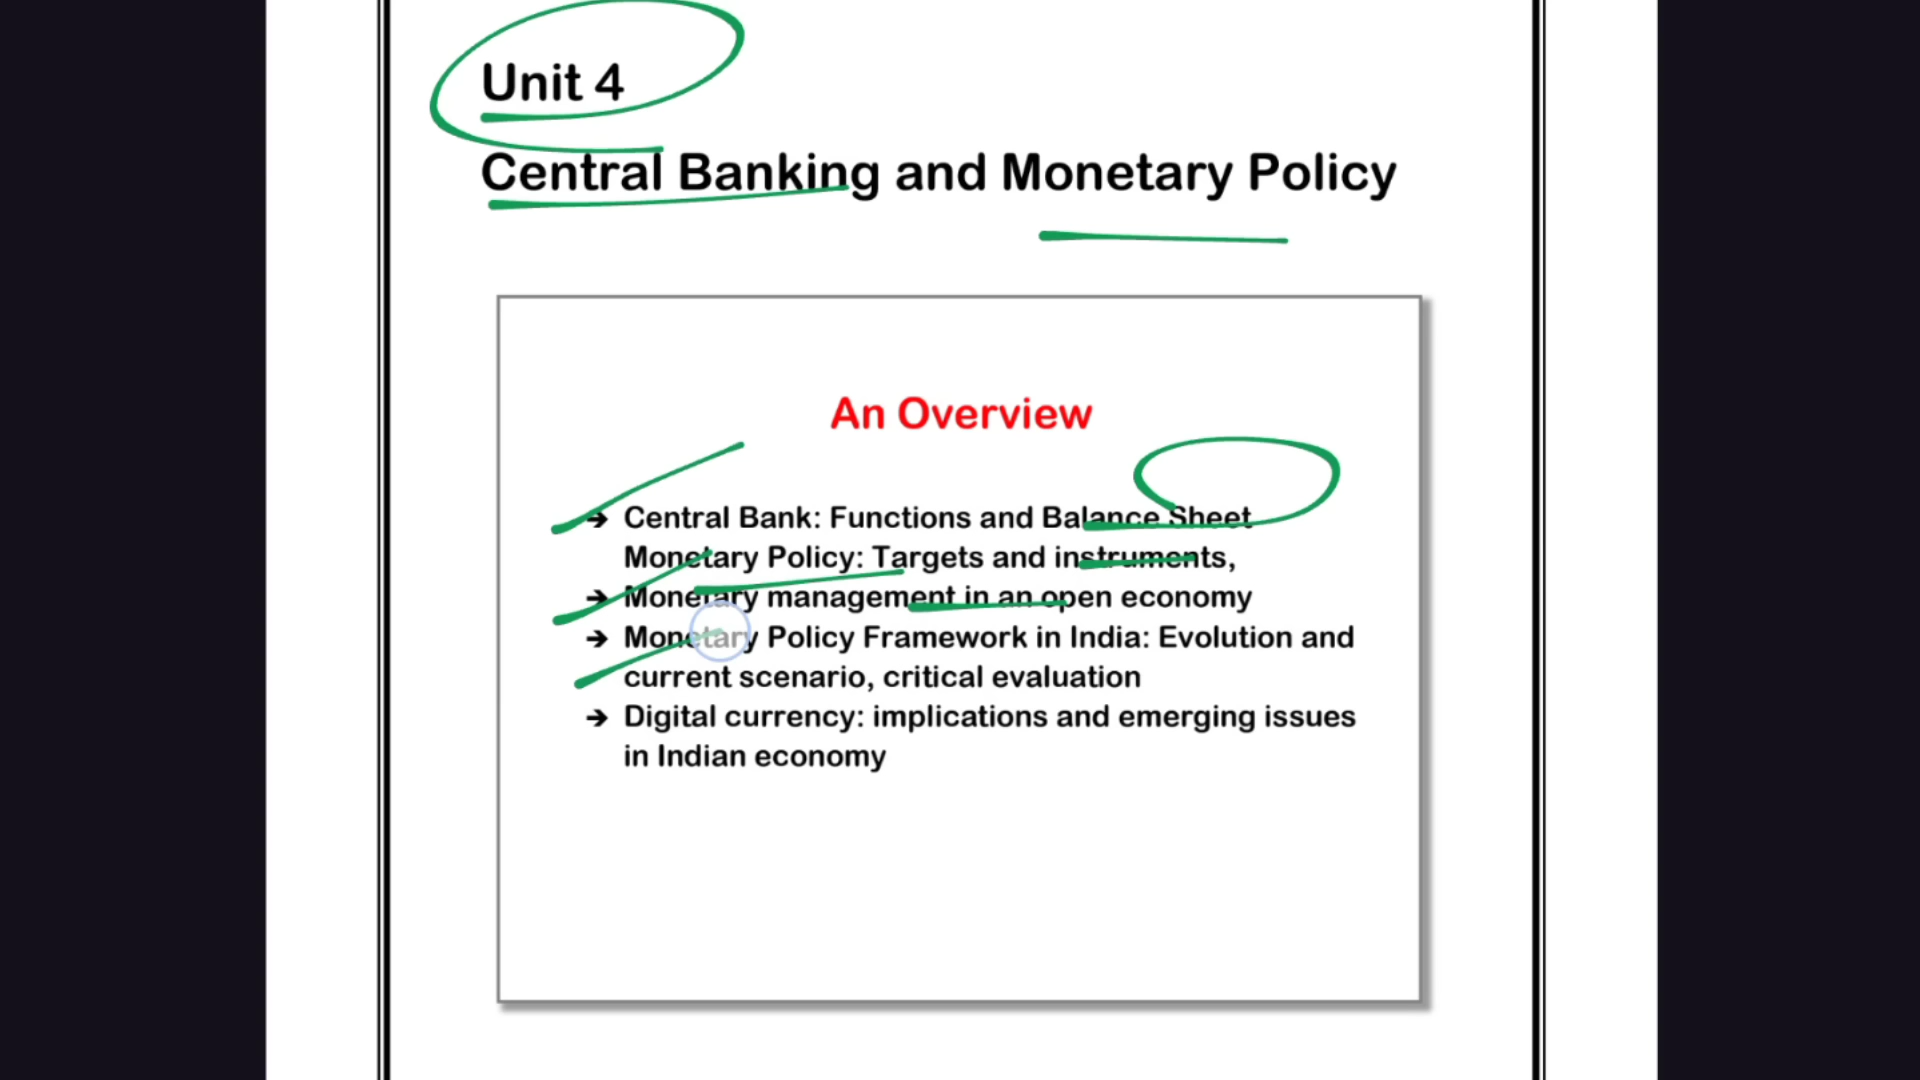 Unit 4
Central Banking and Monetary Policy
An Overview
➔ Central Bank: Functions and Balance Sheet
Monetary Policy: Targets and instruments,
➔ Monetary management in an open economy
➔ Monetary Policy Framework in India: Evolution and
current scenario, critical evaluation
➔ Digital currency: implications and emerging issues
in Indian economy